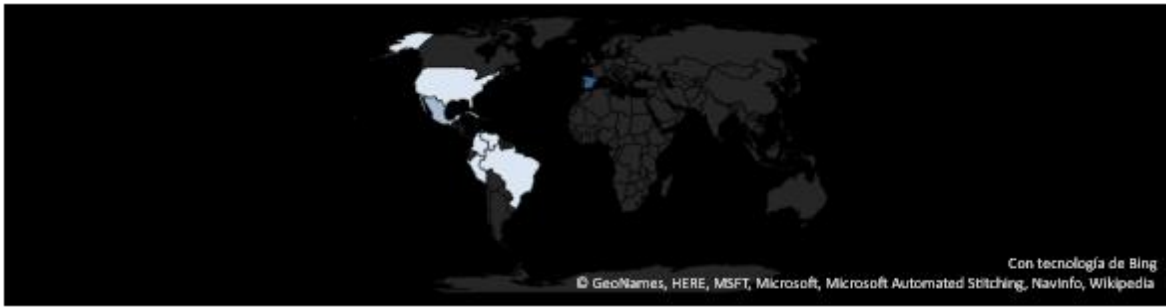 Con tecnología de Bing
© GeoNames, HERE, MSFT, Microsoft, Microsoft Automated Stitching, Navinfo, Wikipedia